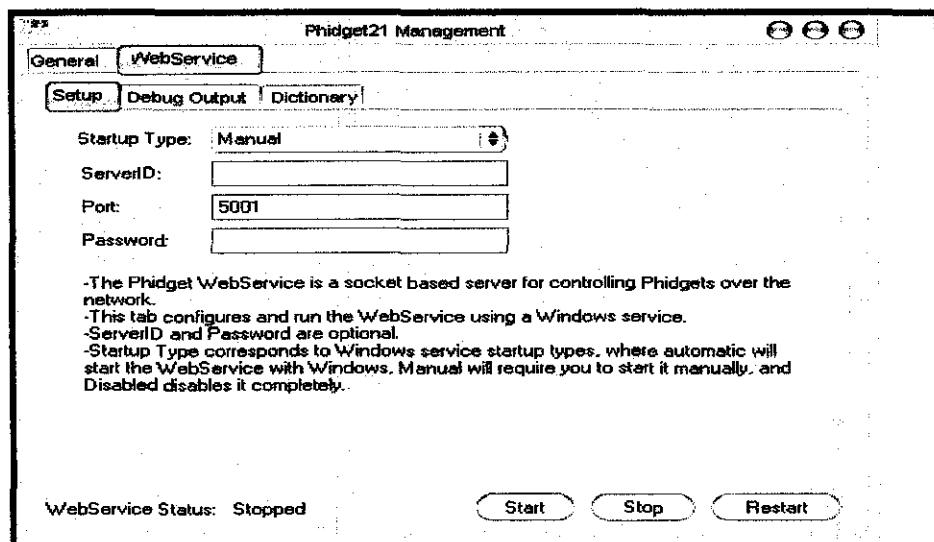 Phidget21 Management
General WebService
Setup Debug Output Dictionary
Startup Type: Manual
ServerID:
Port: 5001
Password:
-The Phidget WebService is a socket based server for controlling Phidgets over the
network.
-This tab configures and run the WebService using a Windows service.
-ServerID and Password are optional.
-Startup Type corresponds to Windows service startup types, where automatic will
start the WebService with Windows, Manual will require you to start it manually, and
Disabled disables it completely.
WebService Status: Stopped Start Stop Restart